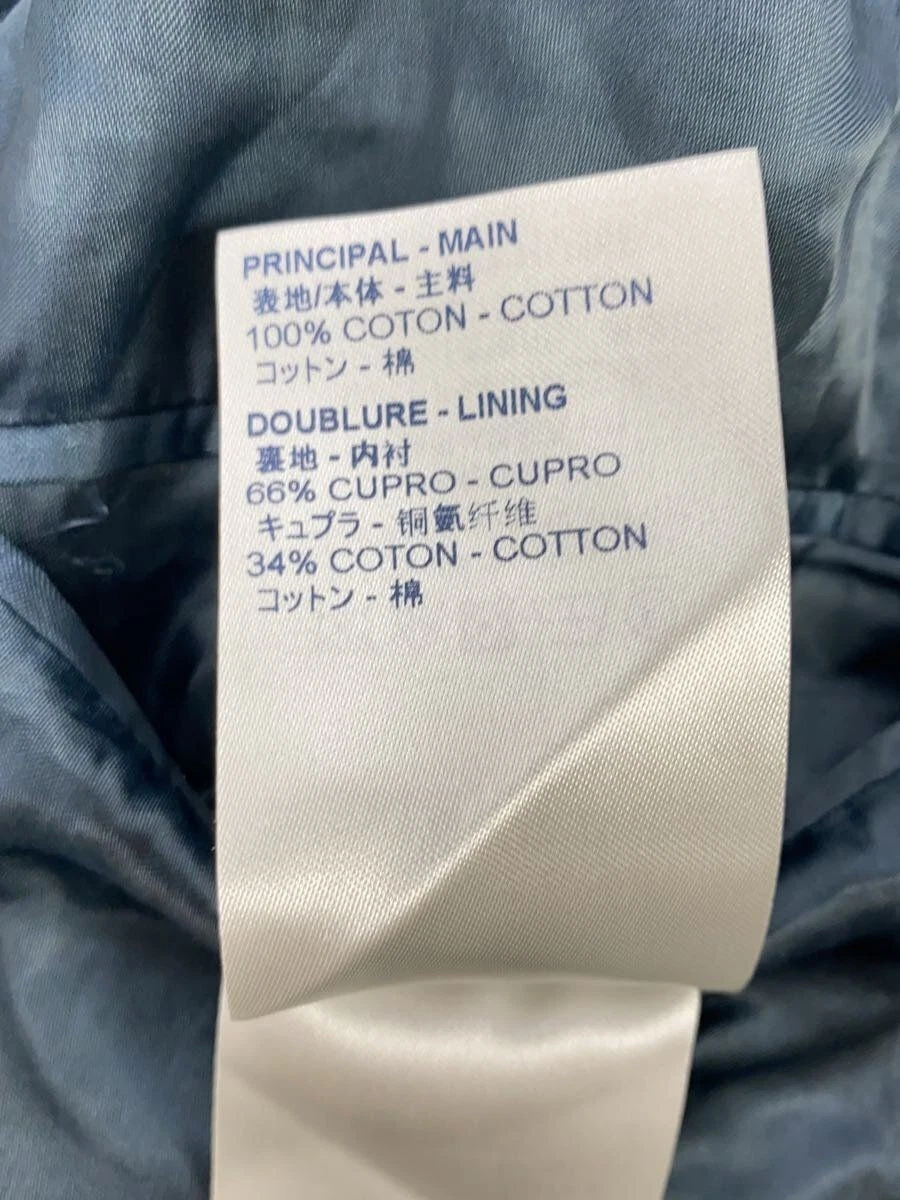 PRINCIPAL - MAIN
表地/本体 - 主料
100% COTON - COTTON
コットン - 棉
DOUBLURE - LINING
裏地 - 内衬
66% CUPRO - CUPRO
キュプラ - 铜氨纤维
34% COTON - COTTON
コットン - 棉